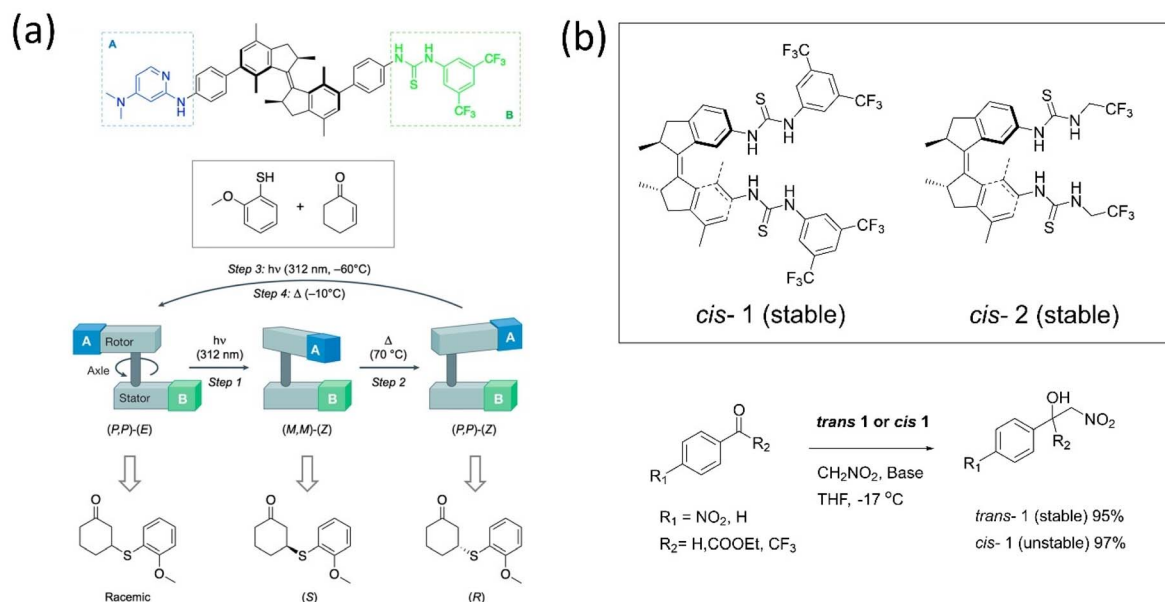 (a)
A
N
N
N
H
H
N
H
N
S
CF₃
CF₃
B
SH
O
+
O
Step 3: hν (312 nm, –60°C)
Step 4: Δ (–10°C)
A
Rotor
Axle
Stator
B
hν
(312 nm)
Step 1
A
B
Δ
(70 °C)
Step 2
A
B
(P,P)-(E)
(M,M)-(Z)
(P,P)-(Z)
O
S
O
Racemic
O
S
O
(S)
O
S
O
(R)
(b)
F₃C
CF₃
S
N
H
N
H
H
N
H
N
S
CF₃
F₃C
cis- 1 (stable)
S
N
H
NH
CF₃
H
N
NH
S
CF₃
cis- 2 (stable)
O
R₂
R₁
R₁ = NO₂, H
R₂= H,COOEt, CF₃
trans 1 or cis 1
CH₂NO₂, Base
THF, -17 °C
OH
NO₂
R₂
R₁
trans- 1 (stable) 95%
cis- 1 (unstable) 97%